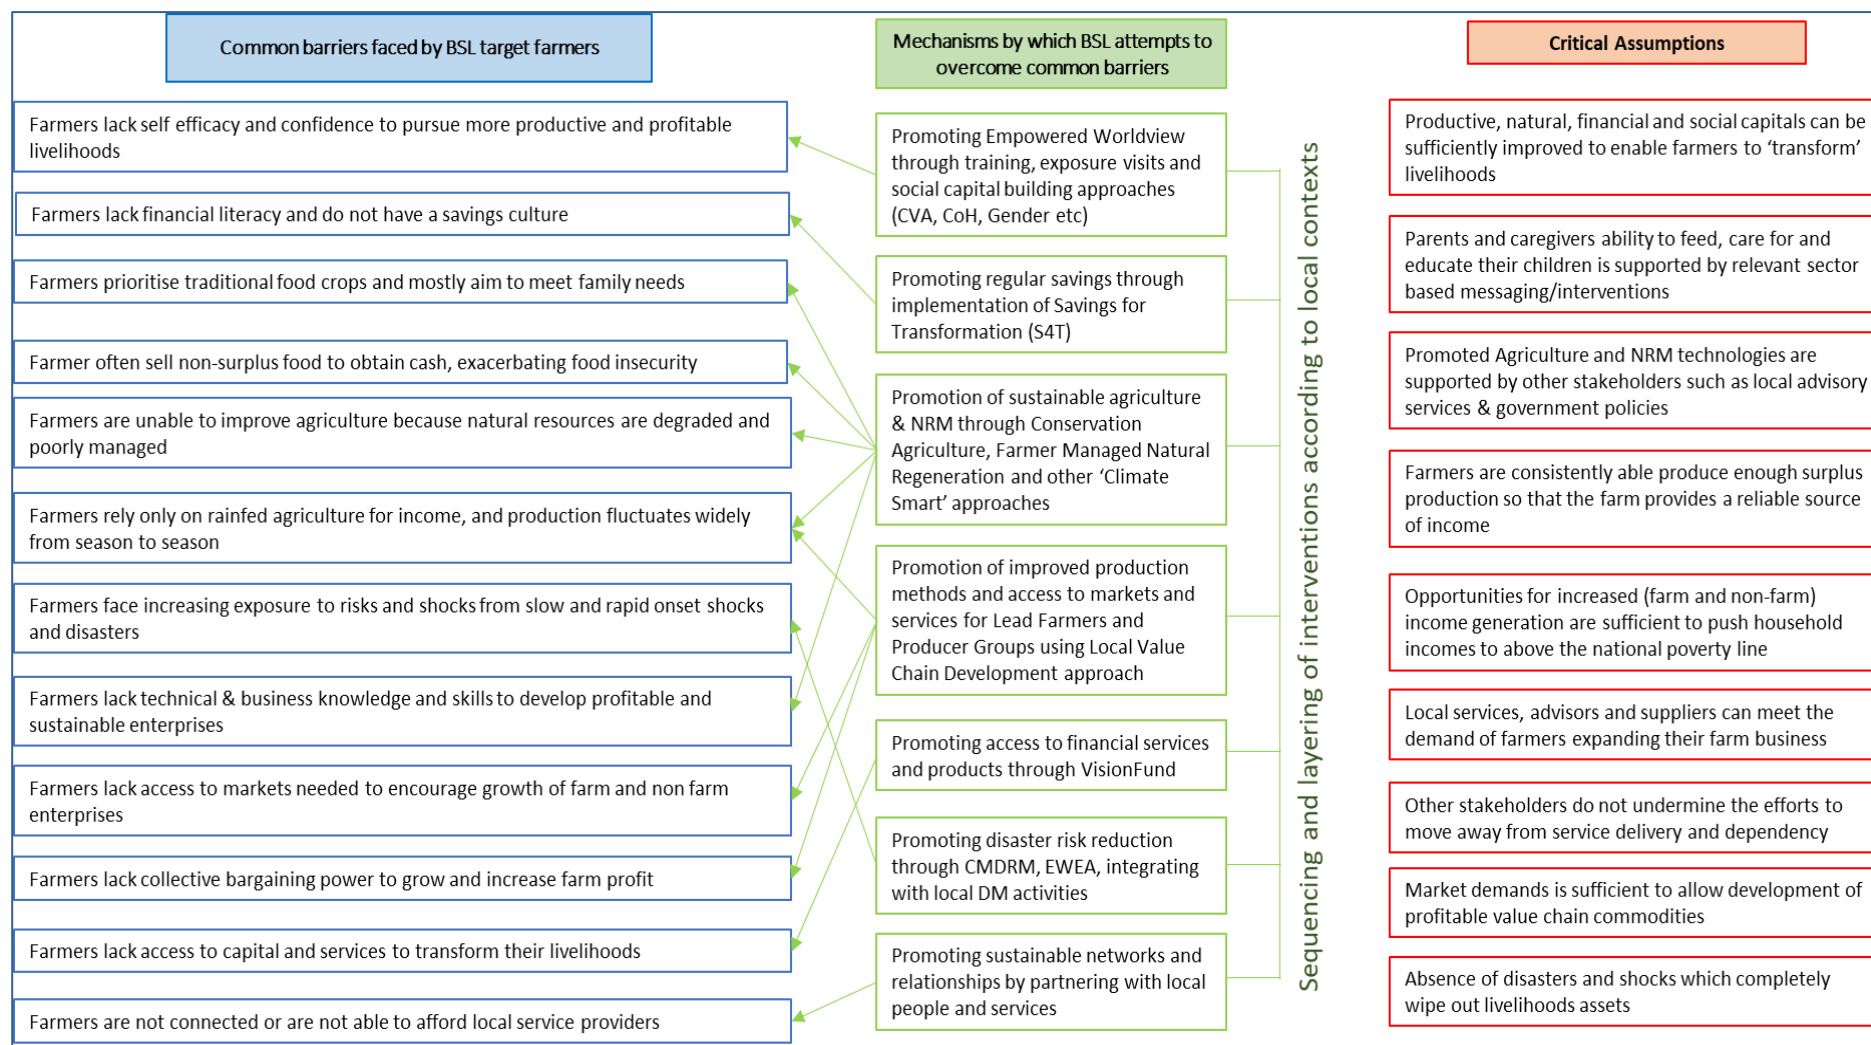 Common barriers faced by BSL target farmers
Farmers lack self efficacy and confidence to pursue more productive and profitable
livelihoods
Farmers lack financial literacy and do not have a savings culture
Farmers prioritise traditional food crops and mostly aim to meet family needs
Farmer often sell non-surplus food to obtain cash, exacerbating food insecurity
Farmers are unable to improve agriculture because natural resources are degraded and
poorly managed
Farmers rely only on rainfed agriculture for income, and production fluctuates widely
from season to season
Farmers face increasing exposure to risks and shocks from slow and rapid onset shocks
and disasters
Farmers lack technical & business knowledge and skills to develop profitable and
sustainable enterprises
Farmers lack access to markets needed to encourage growth of farm and non farm
enterprises
Farmers lack collective bargaining power to grow and increase farm profit
Farmers lack access to capital and services to transform their livelihoods
Farmers are not connected or are not able to afford local service providers
Mechanisms by which BSL attempts to
overcome common barriers
Promoting Empowered Worldview
through training, exposure visits and
social capital building approaches
(CVA, CoH, Gender etc)
Promoting regular savings through
implementation of Savings for
Transformation (S4T)
Promotion of sustainable agriculture
& NRM through Conservation
Agriculture, Farmer Managed Natural
Regeneration and other ‘Climate
Smart’ approaches
Promotion of improved production
methods and access to markets and
services for Lead Farmers and
Producer Groups using Local Value
Chain Development approach
Promoting access to financial services
and products through VisionFund
Promoting disaster risk reduction
through CMDRM, EWEA, integrating
with local DM activities
Promoting sustainable networks and
relationships by partnering with local
people and services
Sequencing and layering of interventions according to local contexts
Critical Assumptions
Productive, natural, financial and social capitals can be
sufficiently improved to enable farmers to ‘transform’
livelihoods
Parents and caregivers ability to feed, care for and
educate their children is supported by relevant sector
based messaging/interventions
Promoted Agriculture and NRM technologies are
supported by other stakeholders such as local advisory
services & government policies
Farmers are consistently able produce enough surplus
production so that the farm provides a reliable source
of income
Opportunities for increased (farm and non-farm)
income generation are sufficient to push household
incomes to above the national poverty line
Local services, advisors and suppliers can meet the
demand of farmers expanding their farm business
Other stakeholders do not undermine the efforts to
move away from service delivery and dependency
Market demands is sufficient to allow development of
profitable value chain commodities
Absence of disasters and shocks which completely
wipe out livelihoods assets